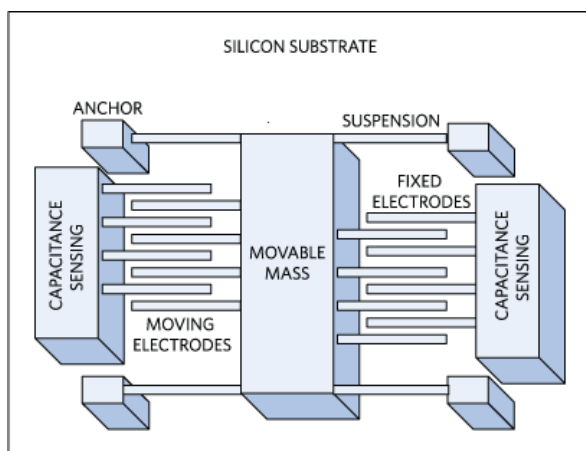 SILICON SUBSTRATE
ANCHOR
SUSPENSION
FIXED
ELECTRODES
CAPACITANCE
SENSING
MOVABLE
MASS
CAPACITANCE
SENSING
MOVING
ELECTRODES